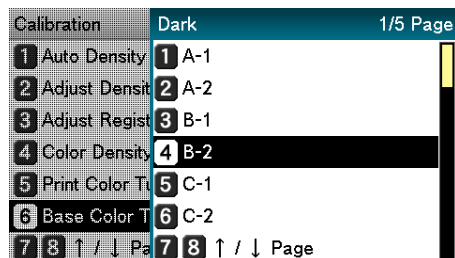 Calibration
1 Auto Density
2 Adjust Densit
3 Adjust Regist
4 Color Density
5 Print Color Tu
6 Base Color T
7 8 ↑ / ↓ Pa
Dark 1/5 Page
1 A-1
2 A-2
3 B-1
4 B-2
5 C-1
6 C-2
7 8 ↑ / ↓ Page